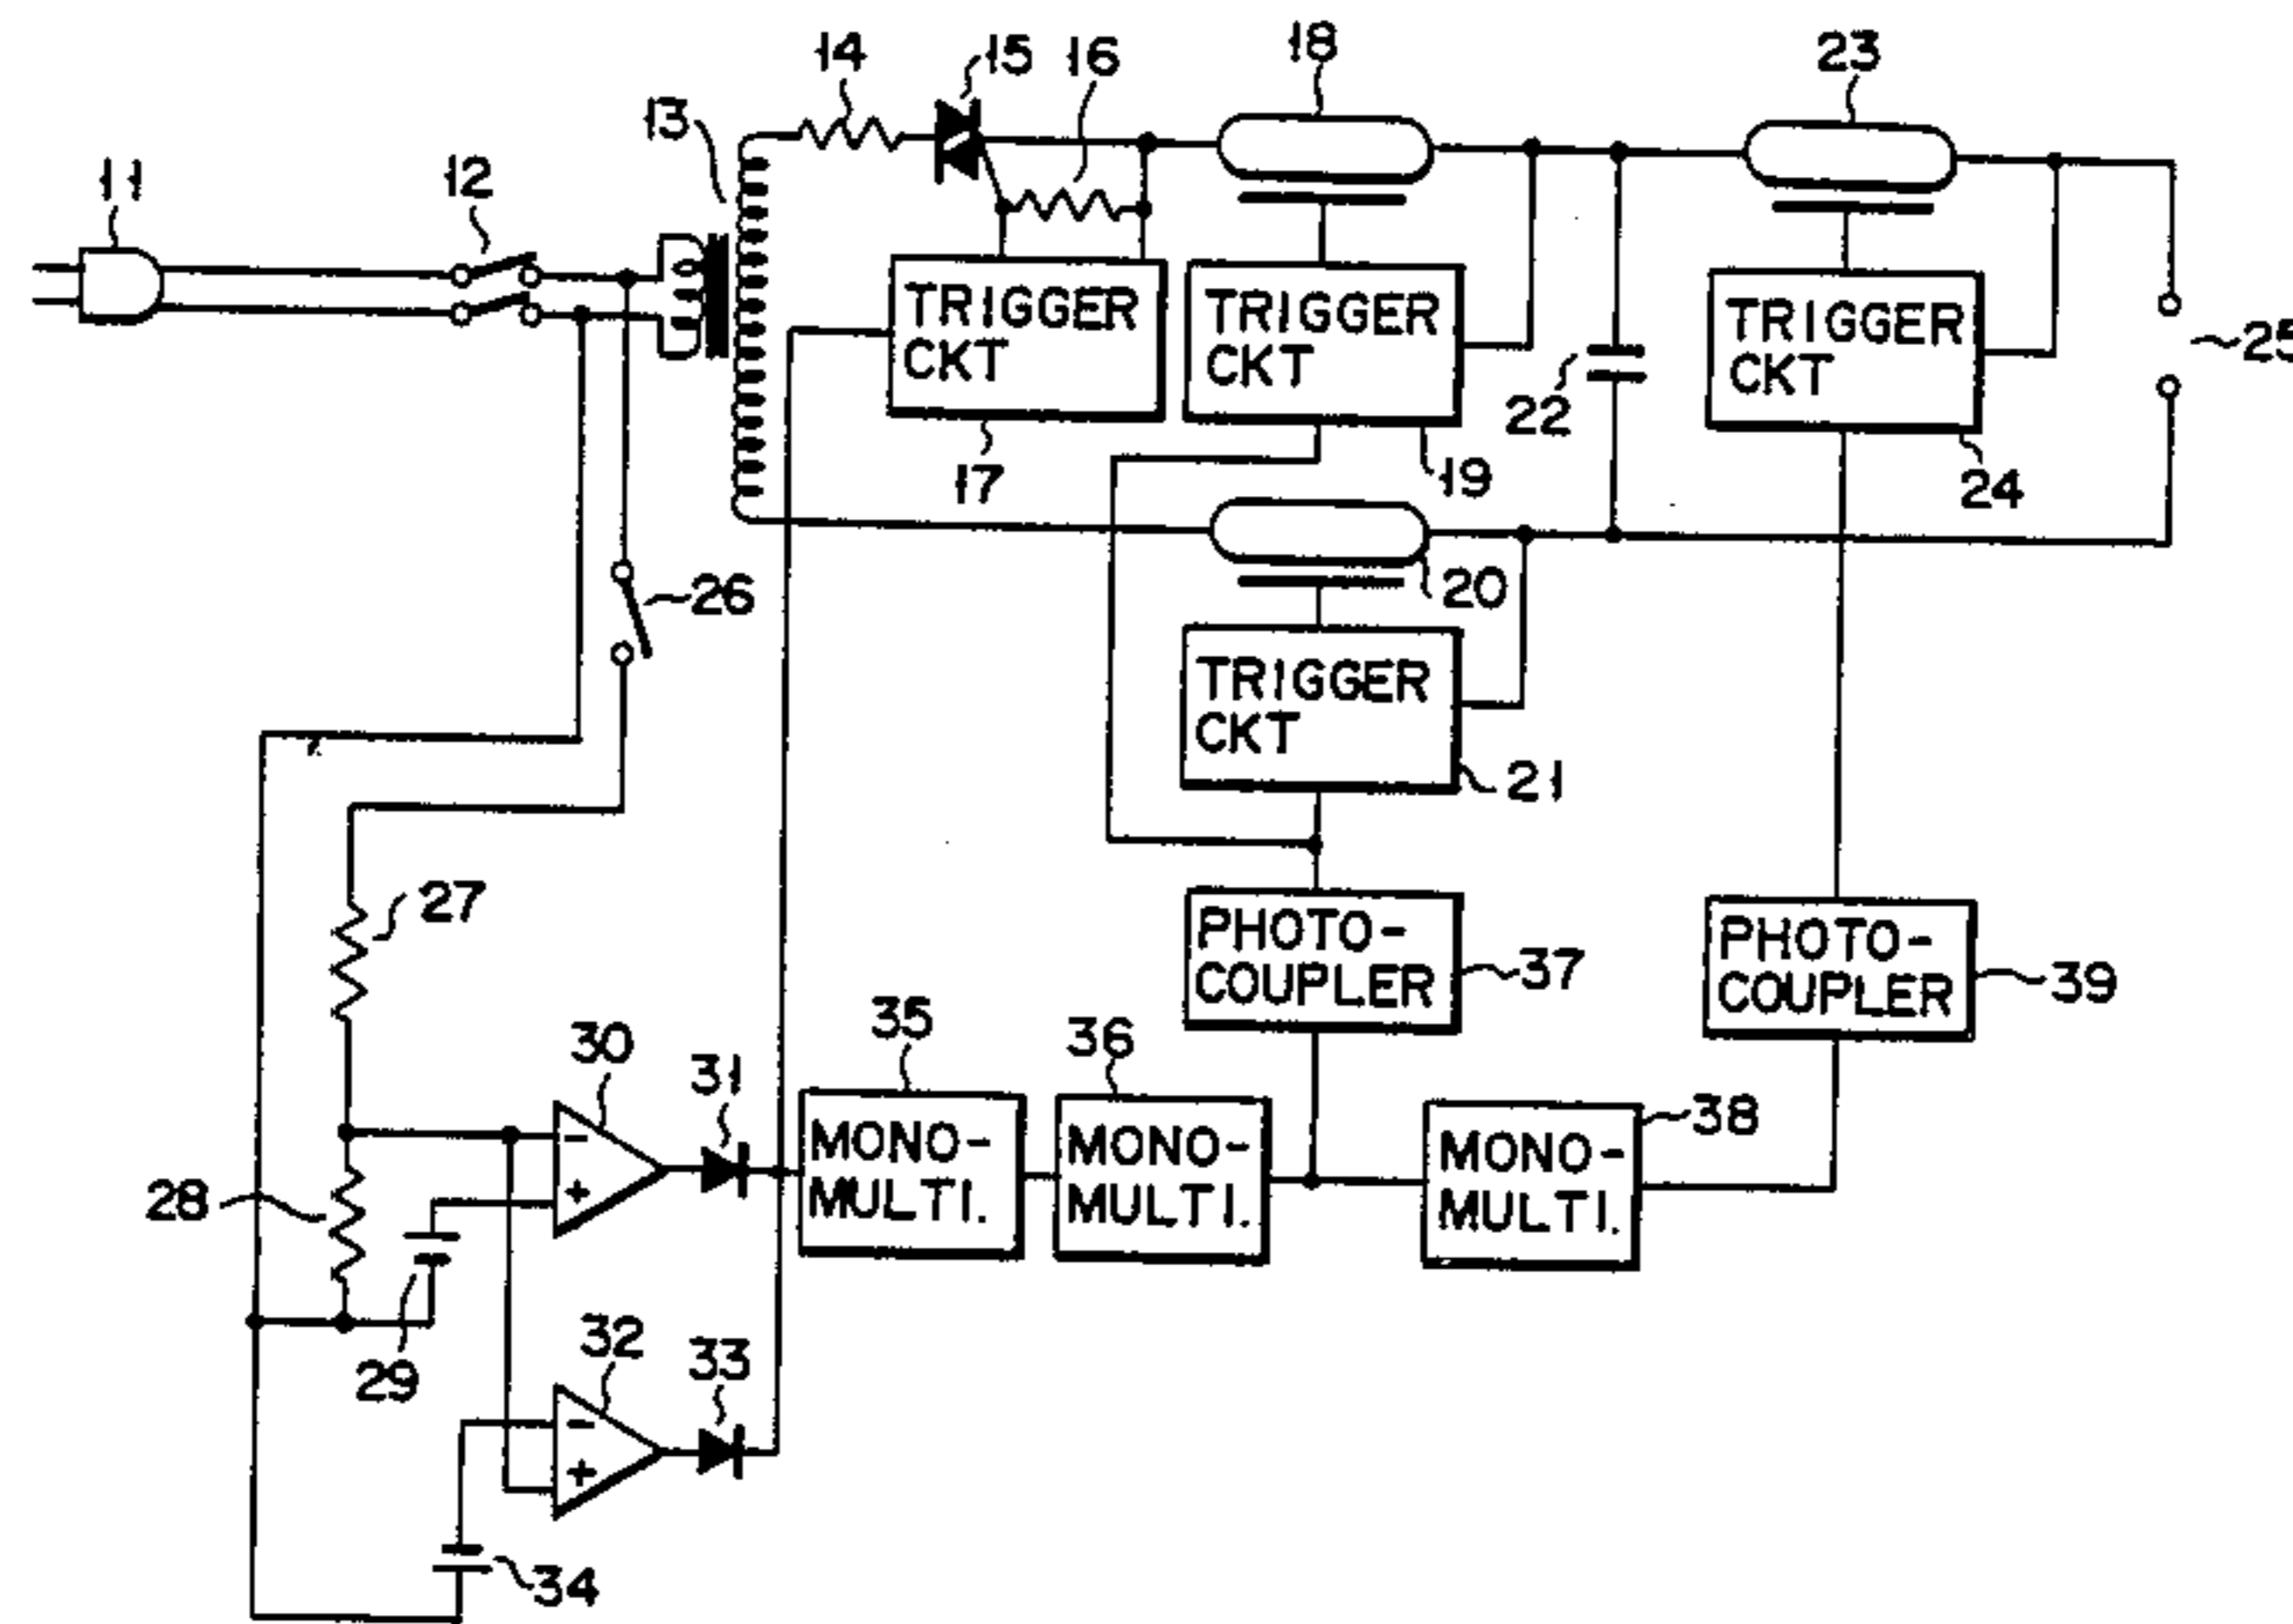 11
12
13
14
15
16
18
23
TRIGGER
CKT
17
TRIGGER
CKT
19
22
TRIGGER
CKT
24
25
26
20
TRIGGER
CKT
21
27
28
29
30
31
32
33
34
35
MONO-
MULTI.
36
MONO-
MULTI.
PHOTO-
COUPLER
37
38
MONO-
MULTI.
PHOTO-
COUPLER
39
-
+
-
+